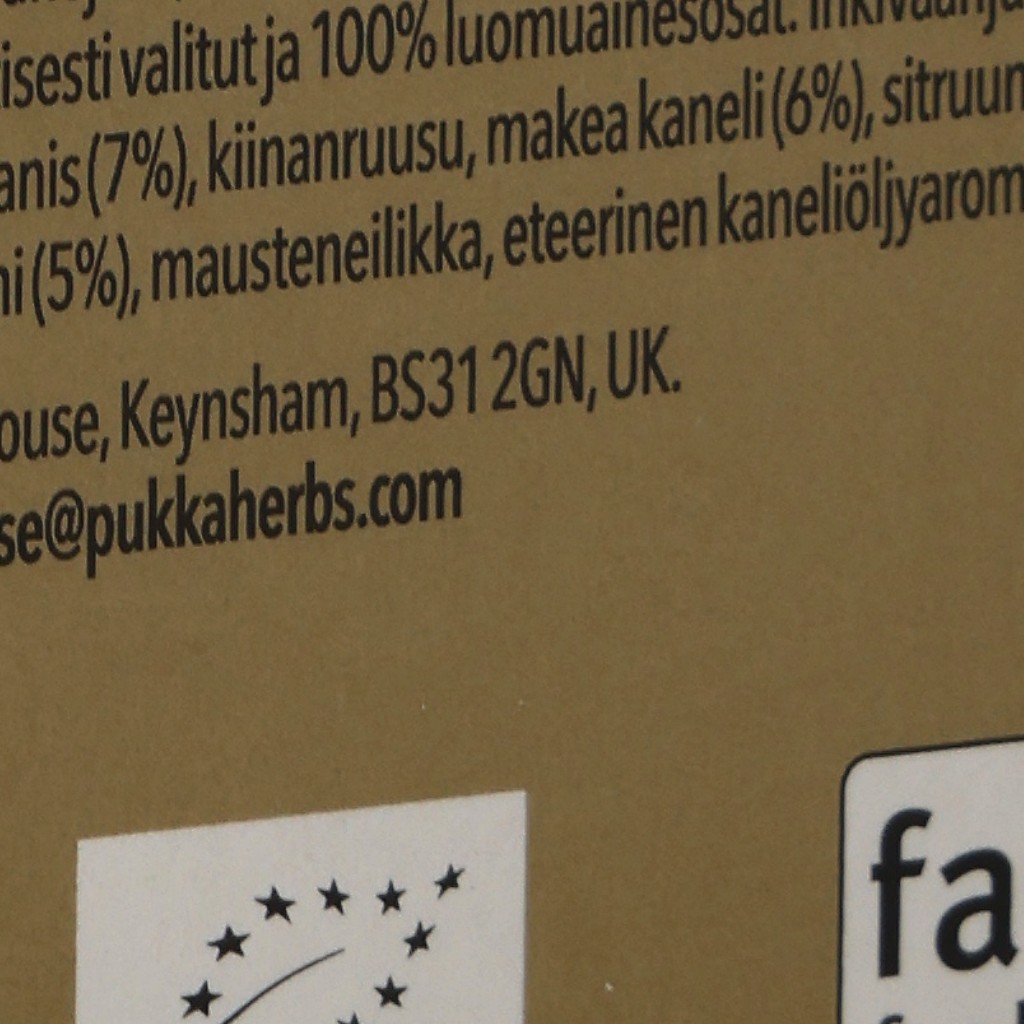 isesti valitut ja 100% luomuainesosat. Inkivää
anis (7%), kiinanruusu, makea kaneli (6%), sitruun
ni (5%), mausteneilikka, eteerinen kaneliöljyarom
ouse, Keynsham, BS31 2GN, UK.
se@pukkaherbs.com
fa